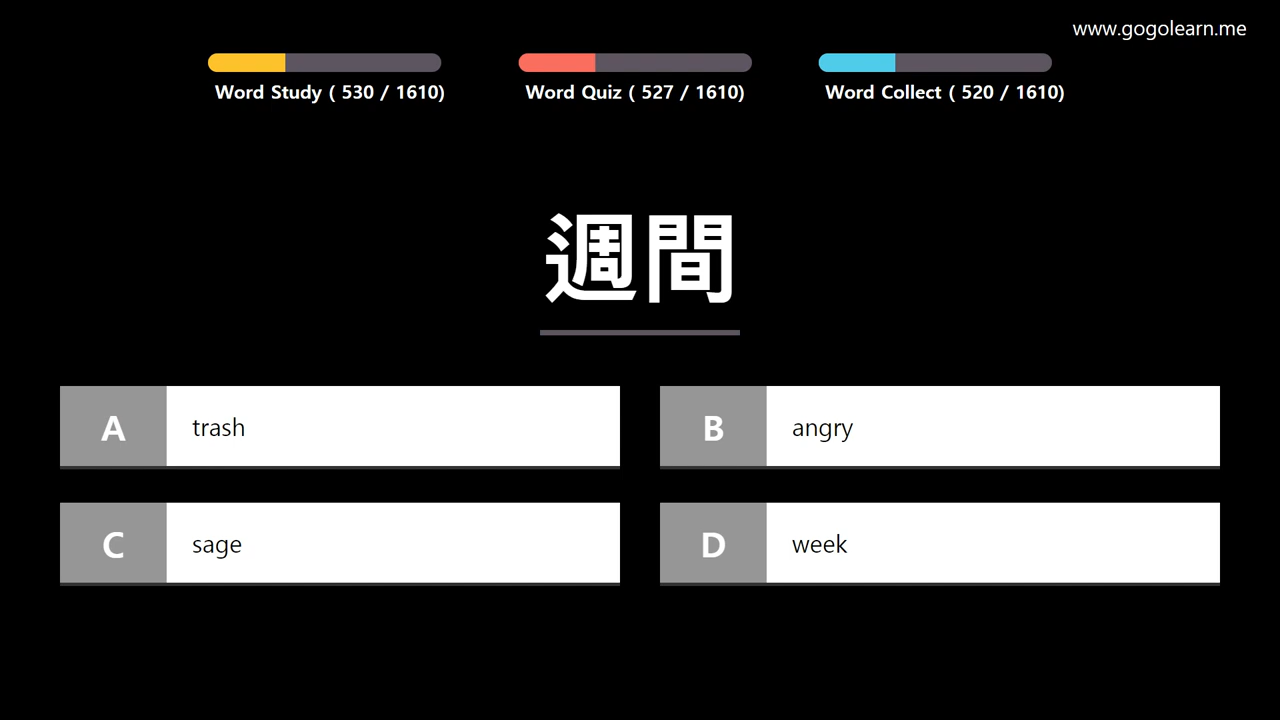 www.gogolearn.me
Word Study ( 530 / 1610)
Word Quiz ( 527 / 1610)
Word Collect ( 520 / 1610)
週間
A
trash
B
angry
C
sage
D
week